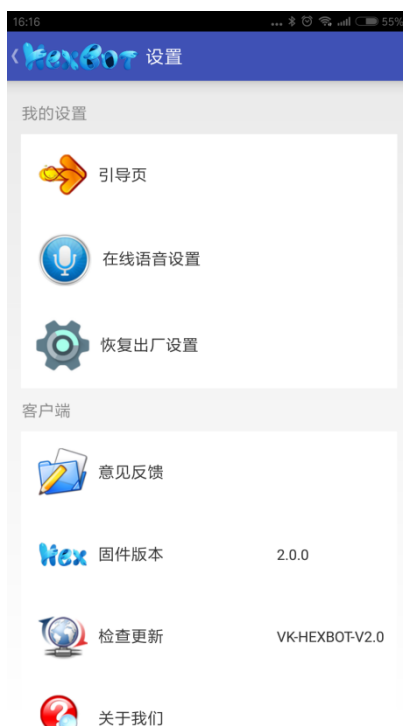 16:16 ... 55%
HexBot 设置
我的设置
引导页
在线语音设置
恢复出厂设置
客户端
意见反馈
Hex 固件版本 2.0.0
检查更新 VK-HEXBOT-V2.0
关于我们